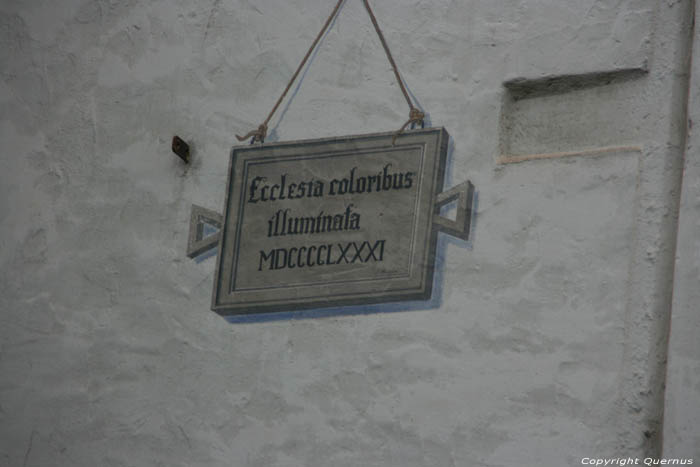 Ecclesia coloribus
illuminata
MDCCCCLXXXI
Copyright Quernus